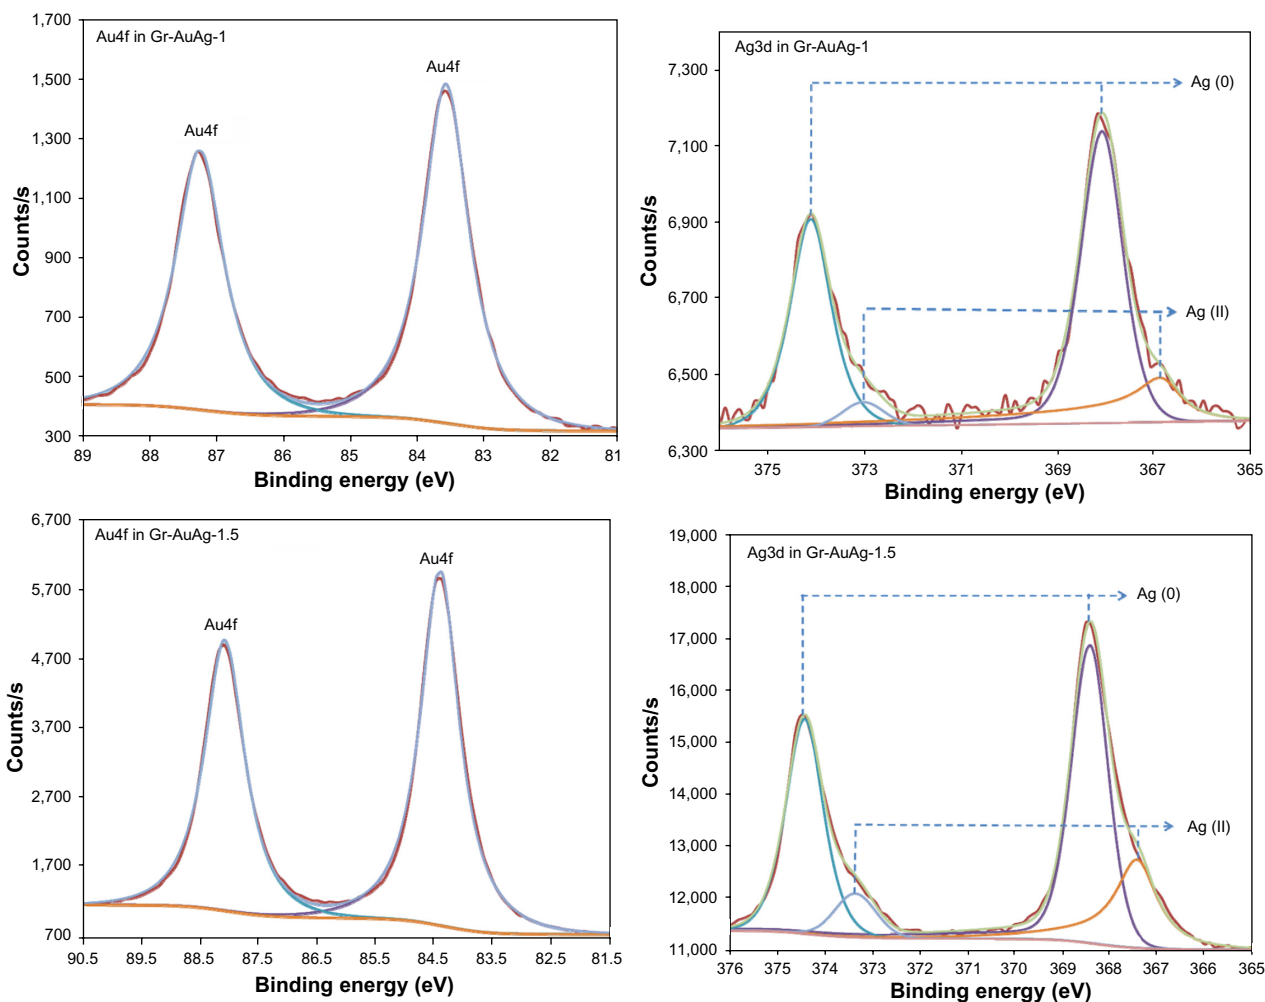 Au4f in Gr-AuAg-1
1,700
1,500
1,300
1,100
900
700
500
300
Counts/s
Au4f
Au4f
89 88 87 86 85 84 83 82 81
Binding energy (eV)
Ag3d in Gr-AuAg-1
7,300
7,100
6,900
6,700
6,500
6,300
Counts/s
Ag (0)
Ag (II)
375 373 371 369 367 365
Binding energy (eV)
Au4f in Gr-AuAg-1.5
6,700
5,700
4,700
3,700
2,700
1,700
700
Counts/s
Au4f
Au4f
90.5 89.5 88.5 87.5 86.5 85.5 84.5 83.5 82.5 81.5
Binding energy (eV)
Ag3d in Gr-AuAg-1.5
19,000
18,000
17,000
16,000
15,000
14,000
13,000
12,000
11,000
Counts/s
Ag (0)
Ag (II)
376 375 374 373 372 371 370 369 368 367 366 365
Binding energy (eV)